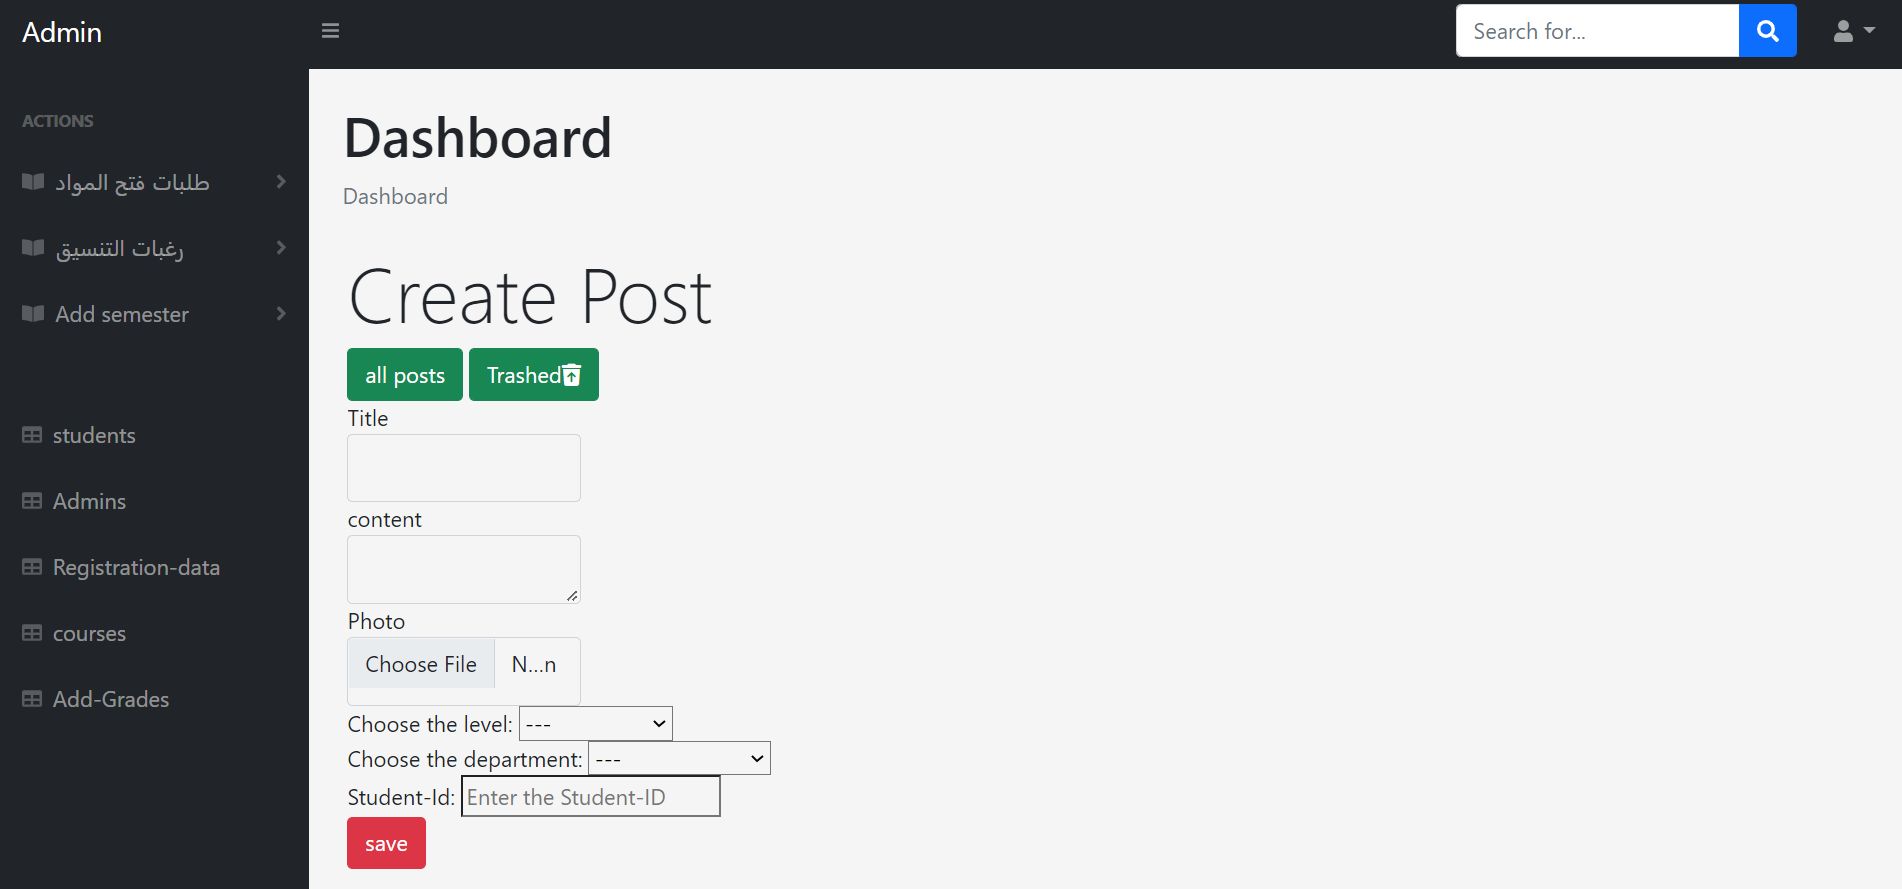 Admin
Search for...
ACTIONS
طلبات فتح المواد
رغبات التنسيق
Add semester
students
Admins
Registration-data
courses
Add-Grades
Dashboard
Dashboard
Create Post
all posts
Trashed
Title
content
Photo
Choose File N...n
Choose the level: ---
Choose the department: ---
Student-Id: Enter the Student-ID
save